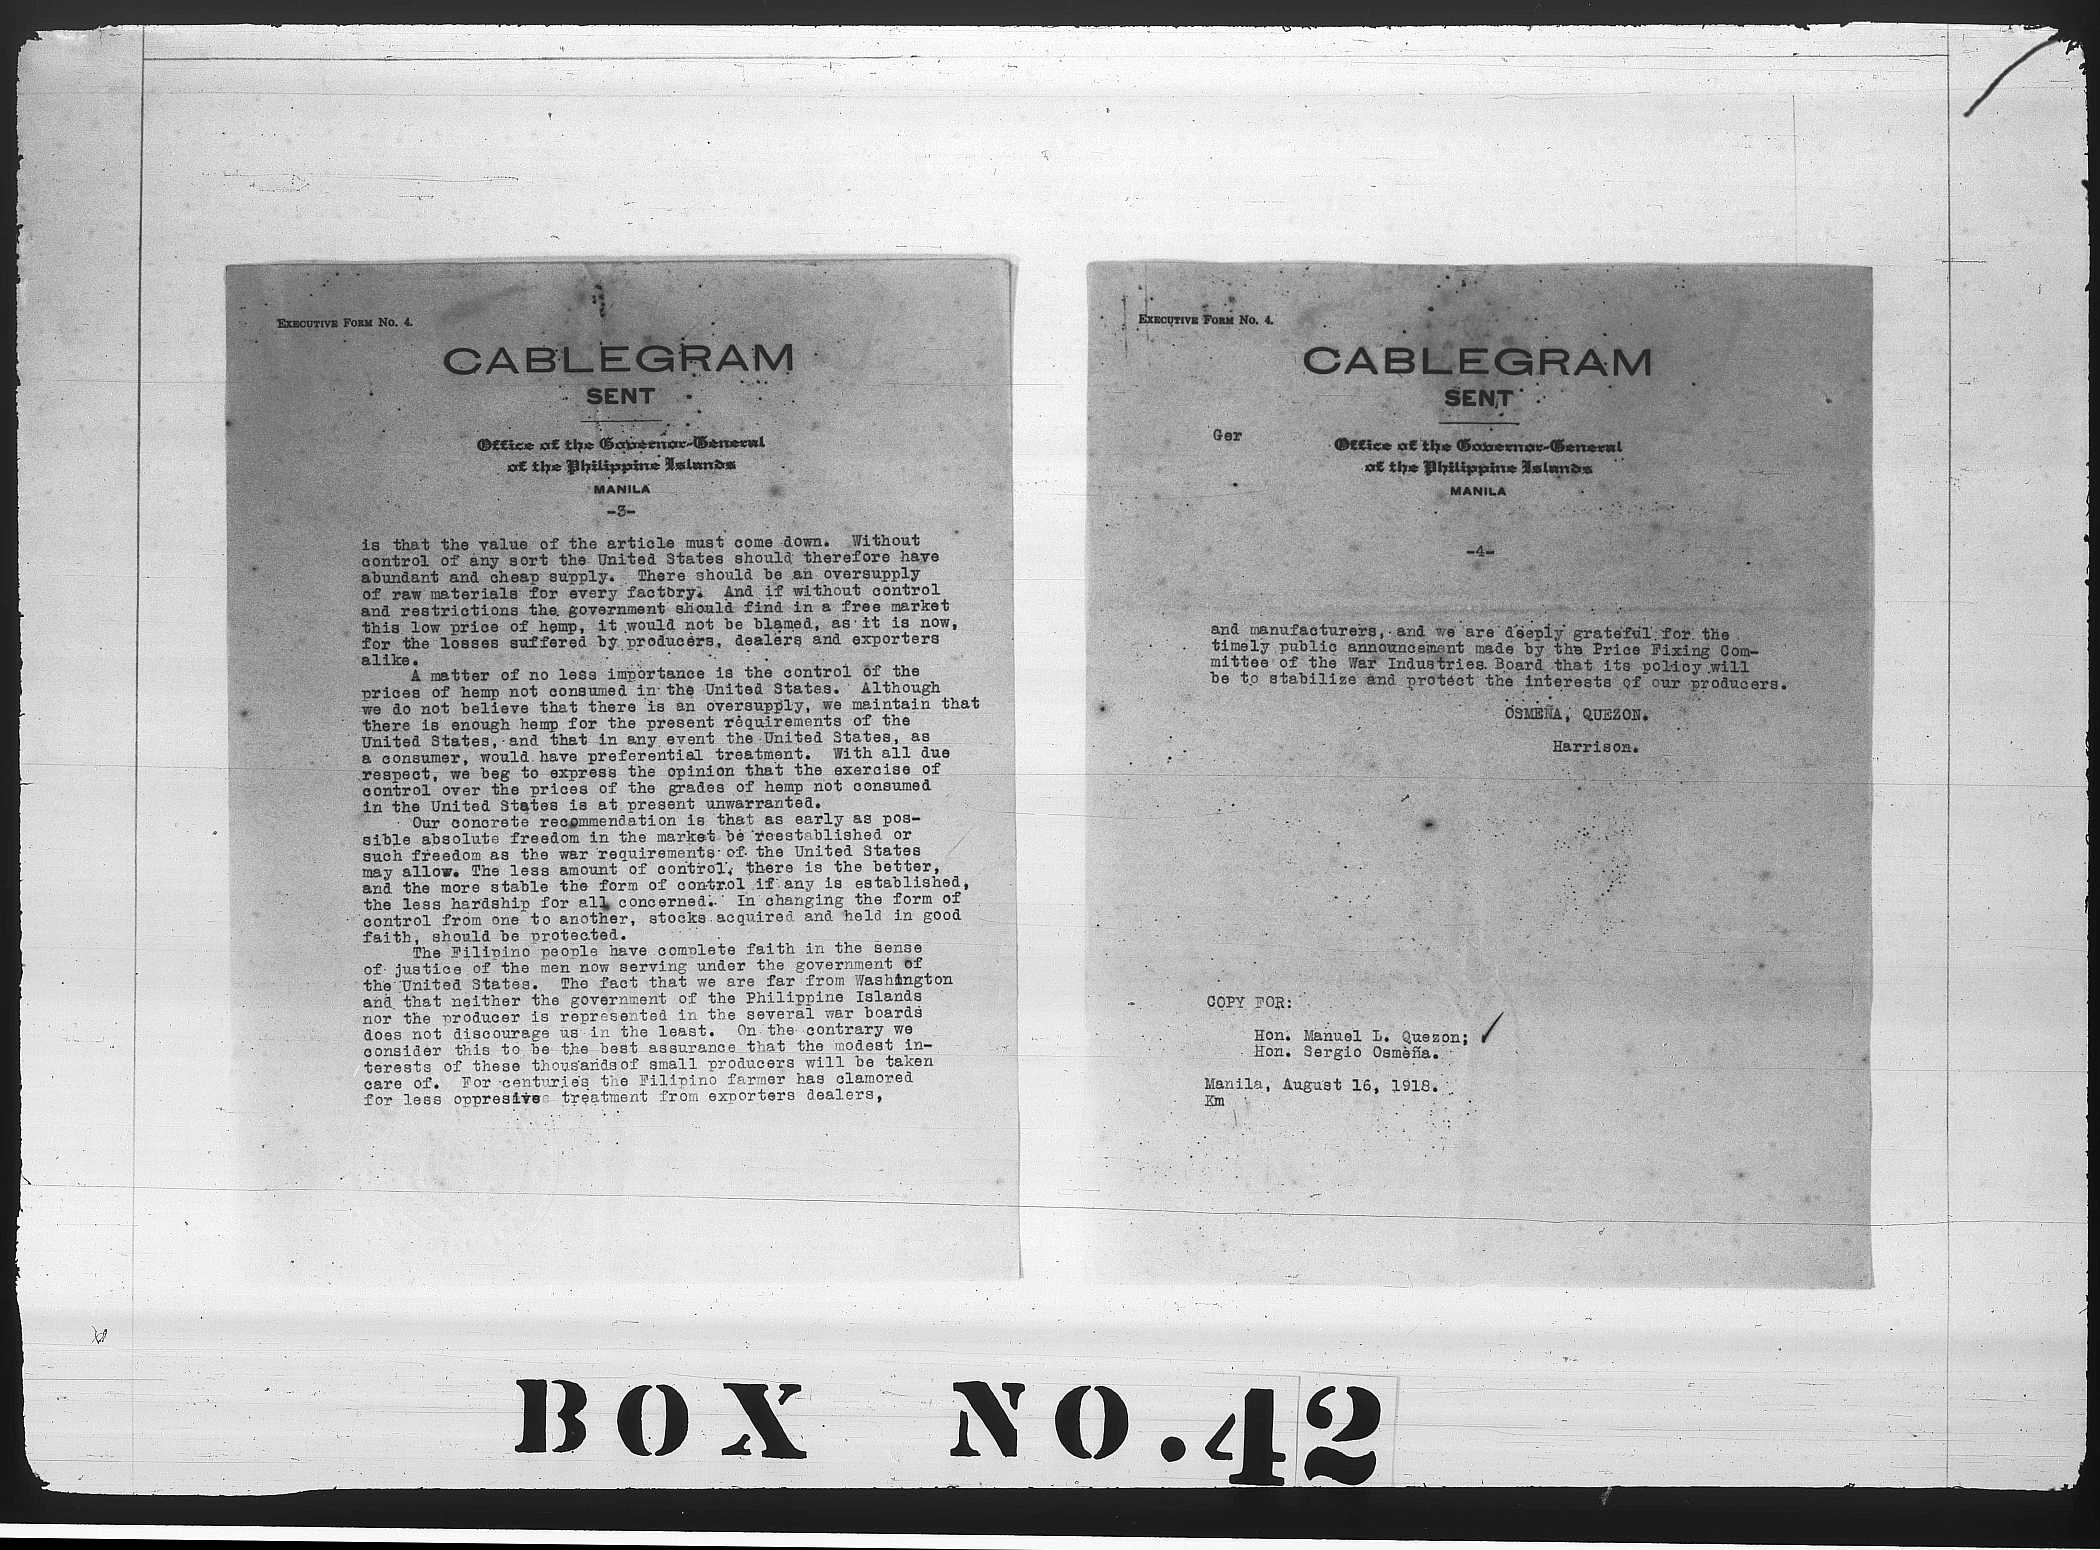 EXECUTIVE FORM NO. 4.
CABLEGRAM
SENT
Office of the Governor-General
of the Philippine Islands
MANILA
-3-
is that the value of the article must come down. Without
control of any sort the United States should therefore have
abundant and cheap supply. There should be an oversupply
of raw materials for every factory. And if without control
and restrictions the government should find in a free market
this low price of hemp, it would not be blamed, as it is now,
for the losses suffered by producers, dealers and exporters
alike.
A matter of no less importance is the control of the
prices of hemp not consumed in the United States. Although
we do not believe that there is an oversupply, we maintain that
there is enough hemp for the present requirements of the
United States, and that in any event the United States, as
a consumer, would have preferential treatment. With all due
respect, we beg to express the opinion that the exercise of
control over the prices of the grades of hemp not consumed
in the United States is at present unwarranted.
Our concrete recommendation is that as early as pos-
sible absolute freedom in the market be reestablished or
such freedom as the war requirements of the United States
may allow. The less amount of control, there is the better,
and the more stable the form of control if any is established,
the less hardship for all concerned. In changing the form of
control from one to another, stocks acquired and held in good
faith, should be protected.
The Filipino people have complete faith in the sense
of justice of the men now serving under the government of
the United States. The fact that we are far from Washington
and that neither the government of the Philippine Islands
nor the producer is represented in the several war boards
does not discourage us in the least. On the contrary we
consider this to be the best assurance that the modest in-
terests of these thousands of small producers will be taken
care of. For centuries the Filipino farmer has clamored
for less oppresive treatment from exporters dealers,
EXECUTIVE FORM NO. 4.
CABLEGRAM
SENT
Ger
Office of the Governor-General
of the Philippine Islands
MANILA
-4-
and manufacturers, and we are deeply grateful for the
timely public announcement made by the Price Fixing Com-
mittee of the War Industries Board that its policy will
be to stabilize and protect the interests of our producers.
OSMEÑA, QUEZON.
Harrison.
COPY FOR:
Hon. Manuel L. Quezon;
Hon. Sergio Osmeña.
Manila, August 16, 1918.
Km
BOX NO. 42